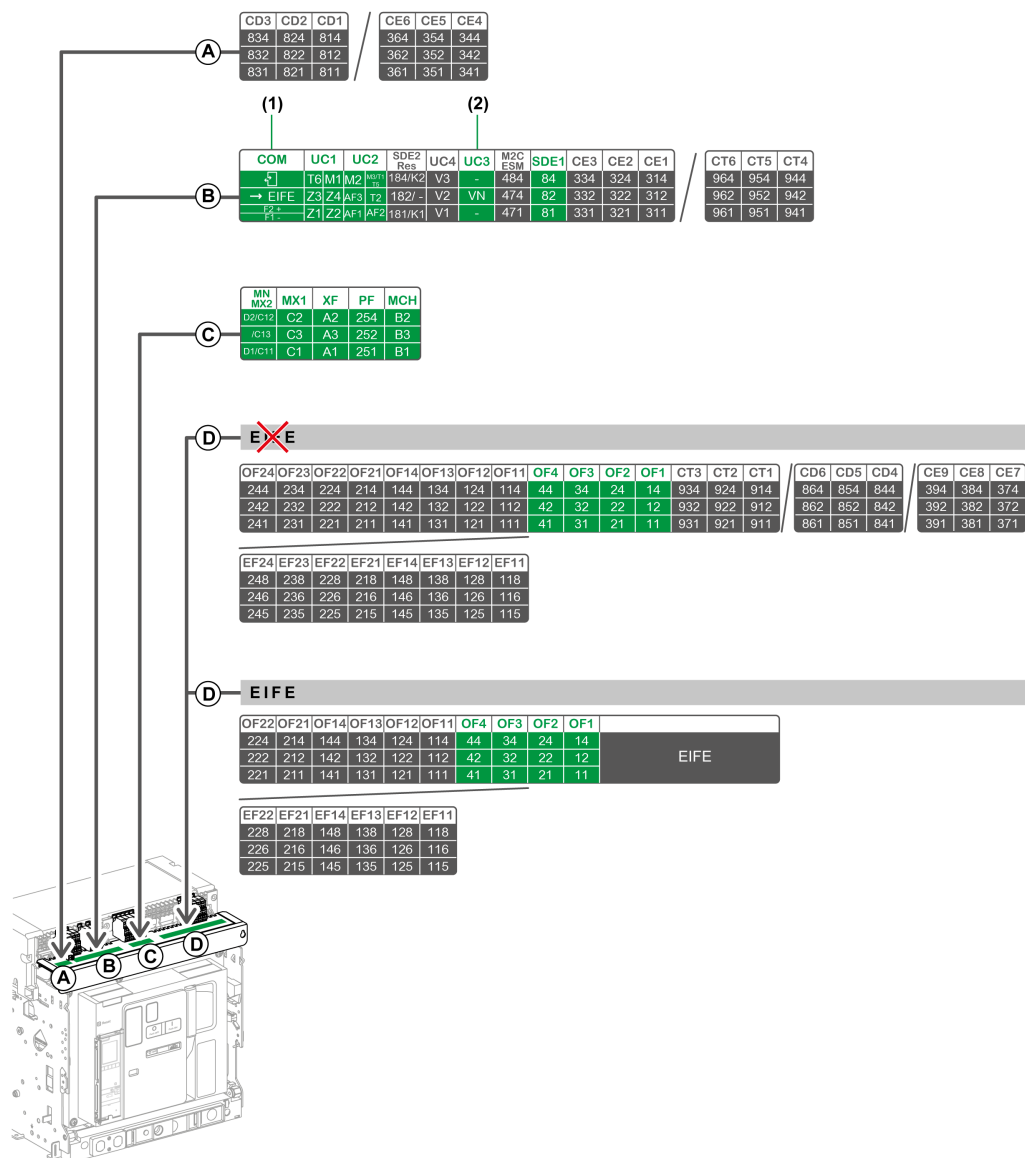 CD3 CD2 CD1 CE6 CE5 CE4
834 824 814 364 354 344
A 832 822 812 362 352 342
831 821 811 361 351 341
(1) (2)
COM UC1 UC2 SDE2 Res UC4 UC3 M2C ESM SDE1 CE3 CE2 CE1 CT6 CT5 CT4
T6 M1 M2 M3/T1 T5 184/K2 V3 - 484 84 334 324 314 964 954 944
B → EIFE Z3 Z4 AF3 T2 182/ - V2 VN 474 82 332 322 312 962 952 942
F2 + F1 - Z1 Z2 AF1 AF2 181/K1 V1 - 471 81 331 321 311 961 951 941
MN MX2 MX1 XF PF MCH
D2/C12 C2 A2 254 B2
C /C13 C3 A3 252 B3
D1/C11 C1 A1 251 B1
D EIFE
OF24 OF23 OF22 OF21 OF14 OF13 OF12 OF11 OF4 OF3 OF2 OF1 CT3 CT2 CT1 CD6 CD5 CD4 CE9 CE8 CE7
244 234 224 214 144 134 124 114 44 34 24 14 934 924 914 864 854 844 394 384 374
242 232 222 212 142 132 122 112 42 32 22 12 932 922 912 862 852 842 392 382 372
241 231 221 211 141 131 121 111 41 31 21 11 931 921 911 861 851 841 391 381 371
EF24 EF23 EF22 EF21 EF14 EF13 EF12 EF11
248 238 228 218 148 138 128 118
246 236 226 216 146 136 126 116
245 235 225 215 145 135 125 115
D EIFE
OF22 OF21 OF14 OF13 OF12 OF11 OF4 OF3 OF2 OF1
224 214 144 134 124 114 44 34 24 14
222 212 142 132 122 112 42 32 22 12 EIFE
221 211 141 131 121 111 41 31 21 11
EF22 EF21 EF14 EF13 EF12 EF11
228 218 148 138 128 118
226 216 146 136 126 116
225 215 145 135 125 115
A B C D